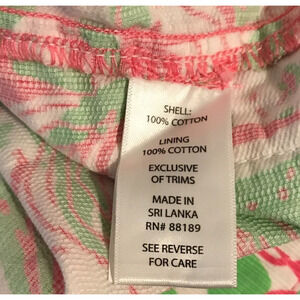 SHELL:
100% COTTON
LINING
100% COTTON
EXCLUSIVE
OF TRIMS
MADE IN
SRI LANKA
RN# 88189
SEE REVERSE
FOR CARE